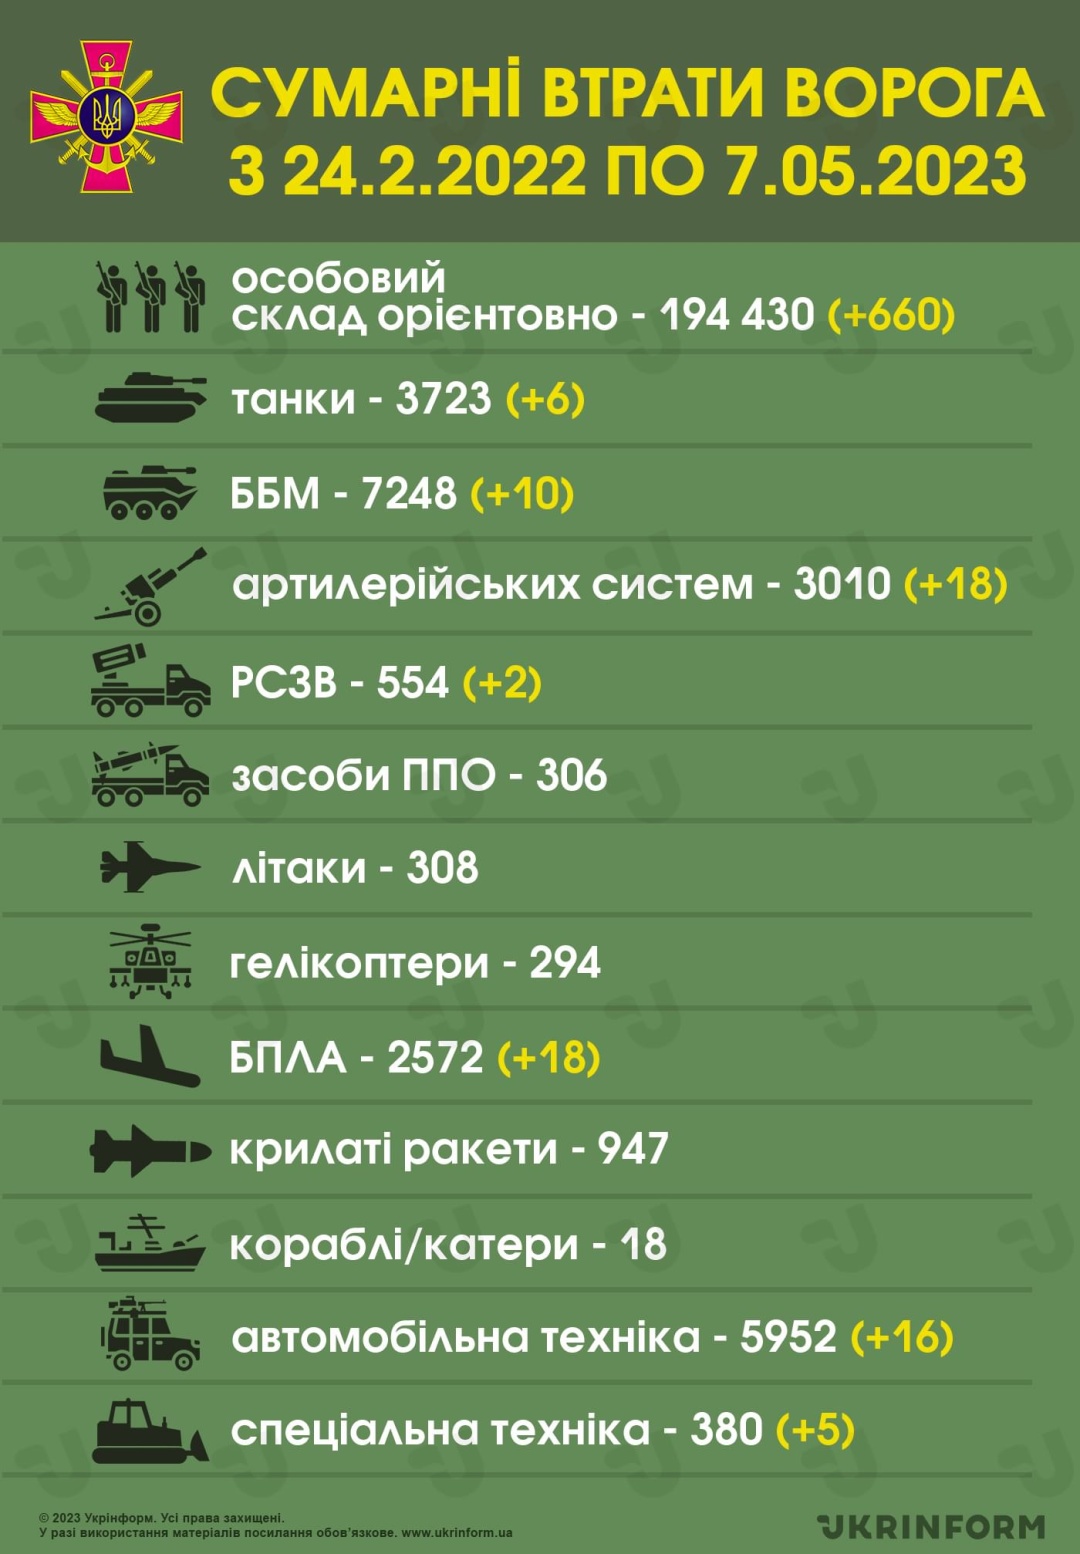 СУМАРНІ ВТРАТИ ВОРОГА
З 24.2.2022 ПО 7.05.2023
особовий
склад орієнтовно - 194 430 (+660)
танки - 3723 (+6)
ББМ - 7248 (+10)
артилерійських систем - 3010 (+18)
РСЗВ - 554 (+2)
засоби ППО - 306
літаки - 308
гелікоптери - 294
БПЛА - 2572 (+18)
крилаті ракети - 947
кораблі/катери - 18
автомобільна техніка - 5952 (+16)
спеціальна техніка - 380 (+5)
© 2023 Укрінформ. Усі права захищені.
У разі використання матеріалів посилання обов’язкове. www.ukrinform.ua
UKRINFORM